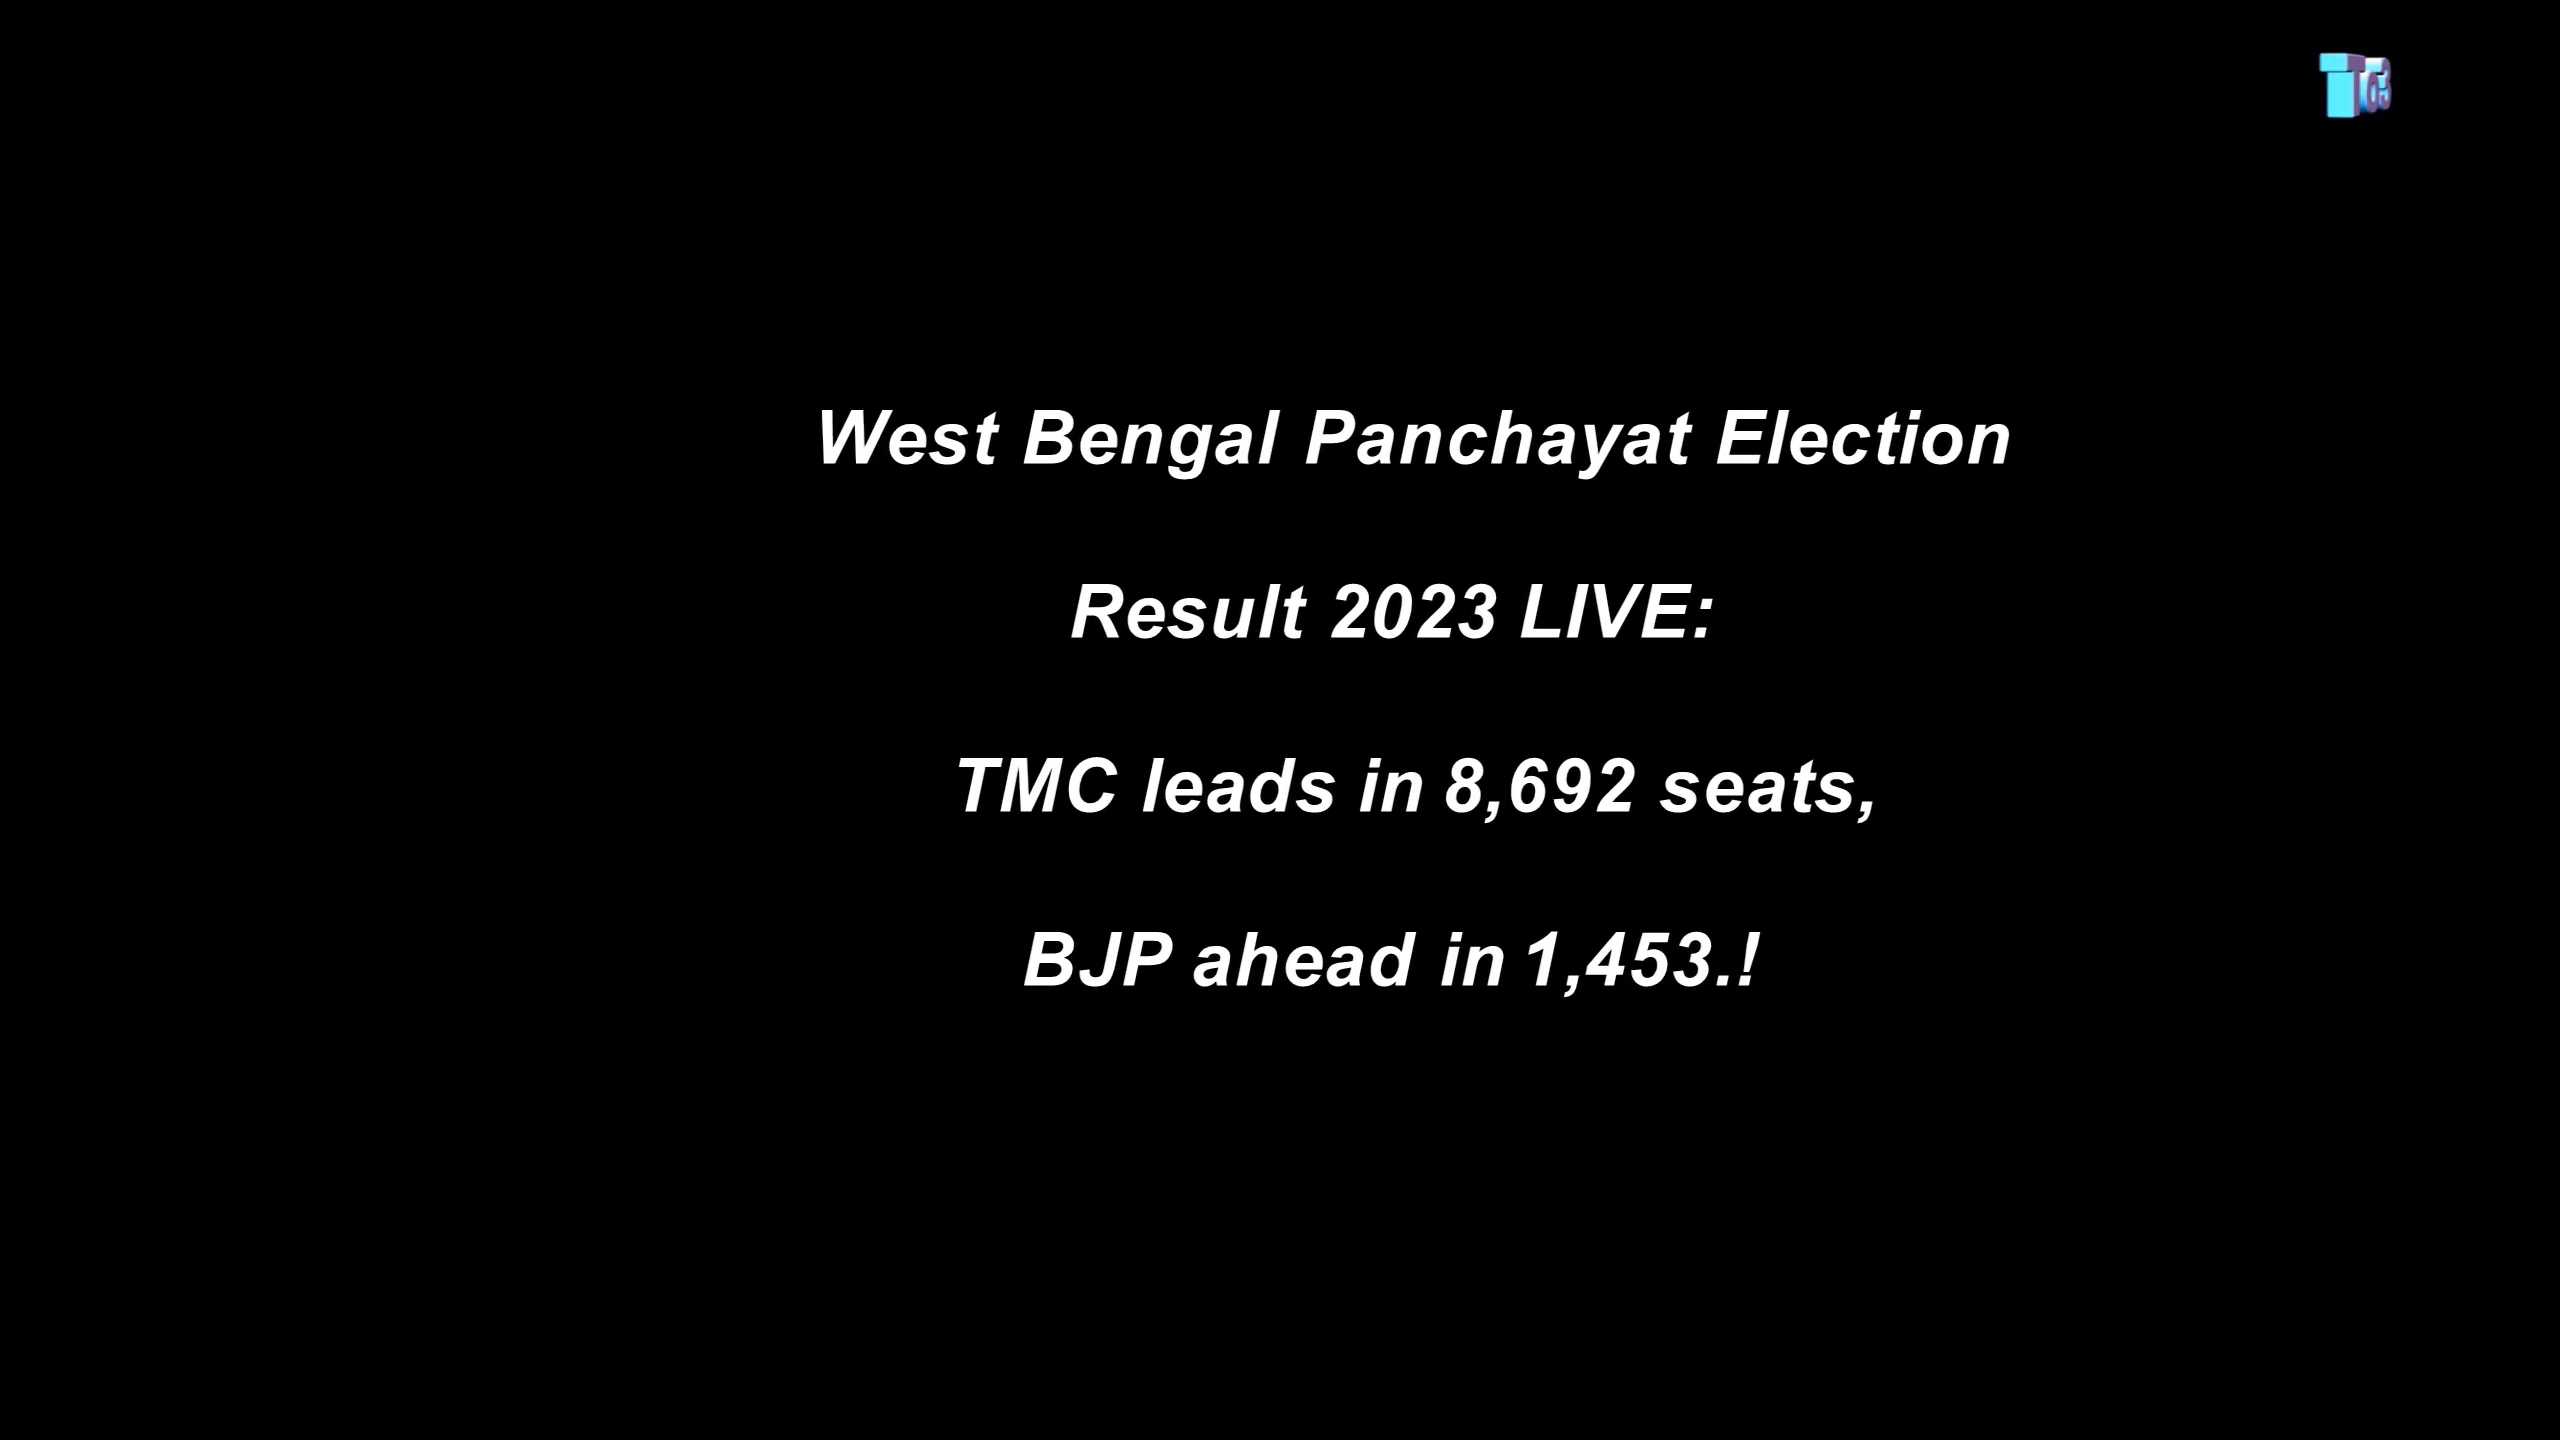 West Bengal Panchayat Election
Result 2023 LIVE:
TMC leads in 8,692 seats,
BJP ahead in 1,453.!